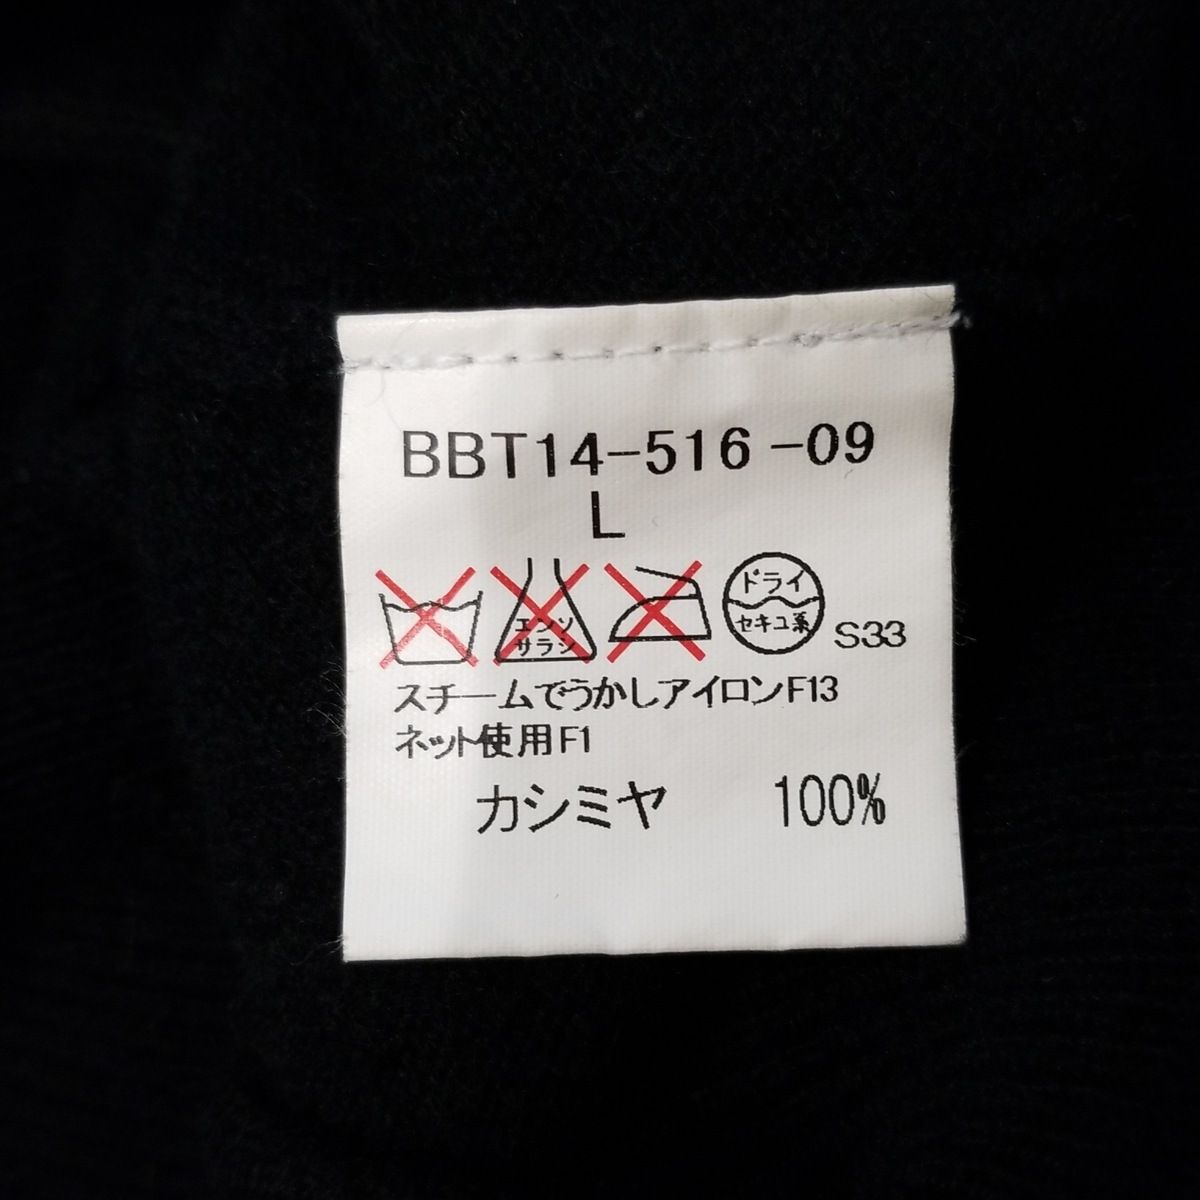 BBT14-516-09
L
エンソ
サラシ
ドライ
セキユ系
S33
スチームでうかしアイロンF13
ネット使用F1
カシミヤ 100%